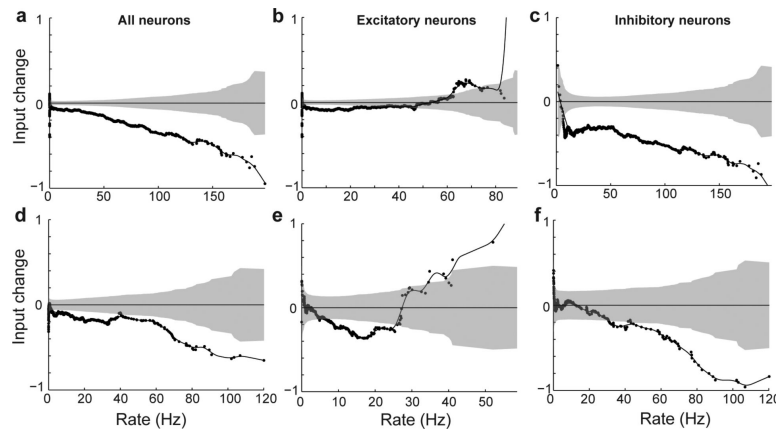 a All neurons b Excitatory neurons c Inhibitory neurons
Input change
1
0
−1
0 50 100 150
1
0
−1
0 20 40 60 80
1
0
−1
0 50 100 150
d e f
Input change
1
0
−1
0 20 40 60 80 100 120
1
0
−1
0 10 20 30 40 50
1
0
−1
0 20 40 60 80 100 120
Rate (Hz) Rate (Hz) Rate (Hz)